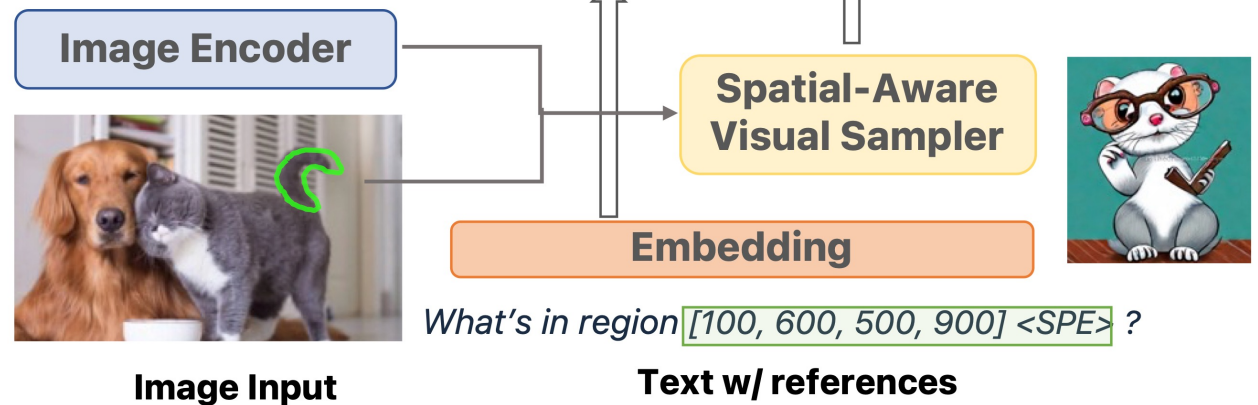 Image Encoder
Spatial-Aware
Visual Sampler
Embedding
What's in region [100, 600, 500, 900] <SPE> ?
Image Input
Text w/ references